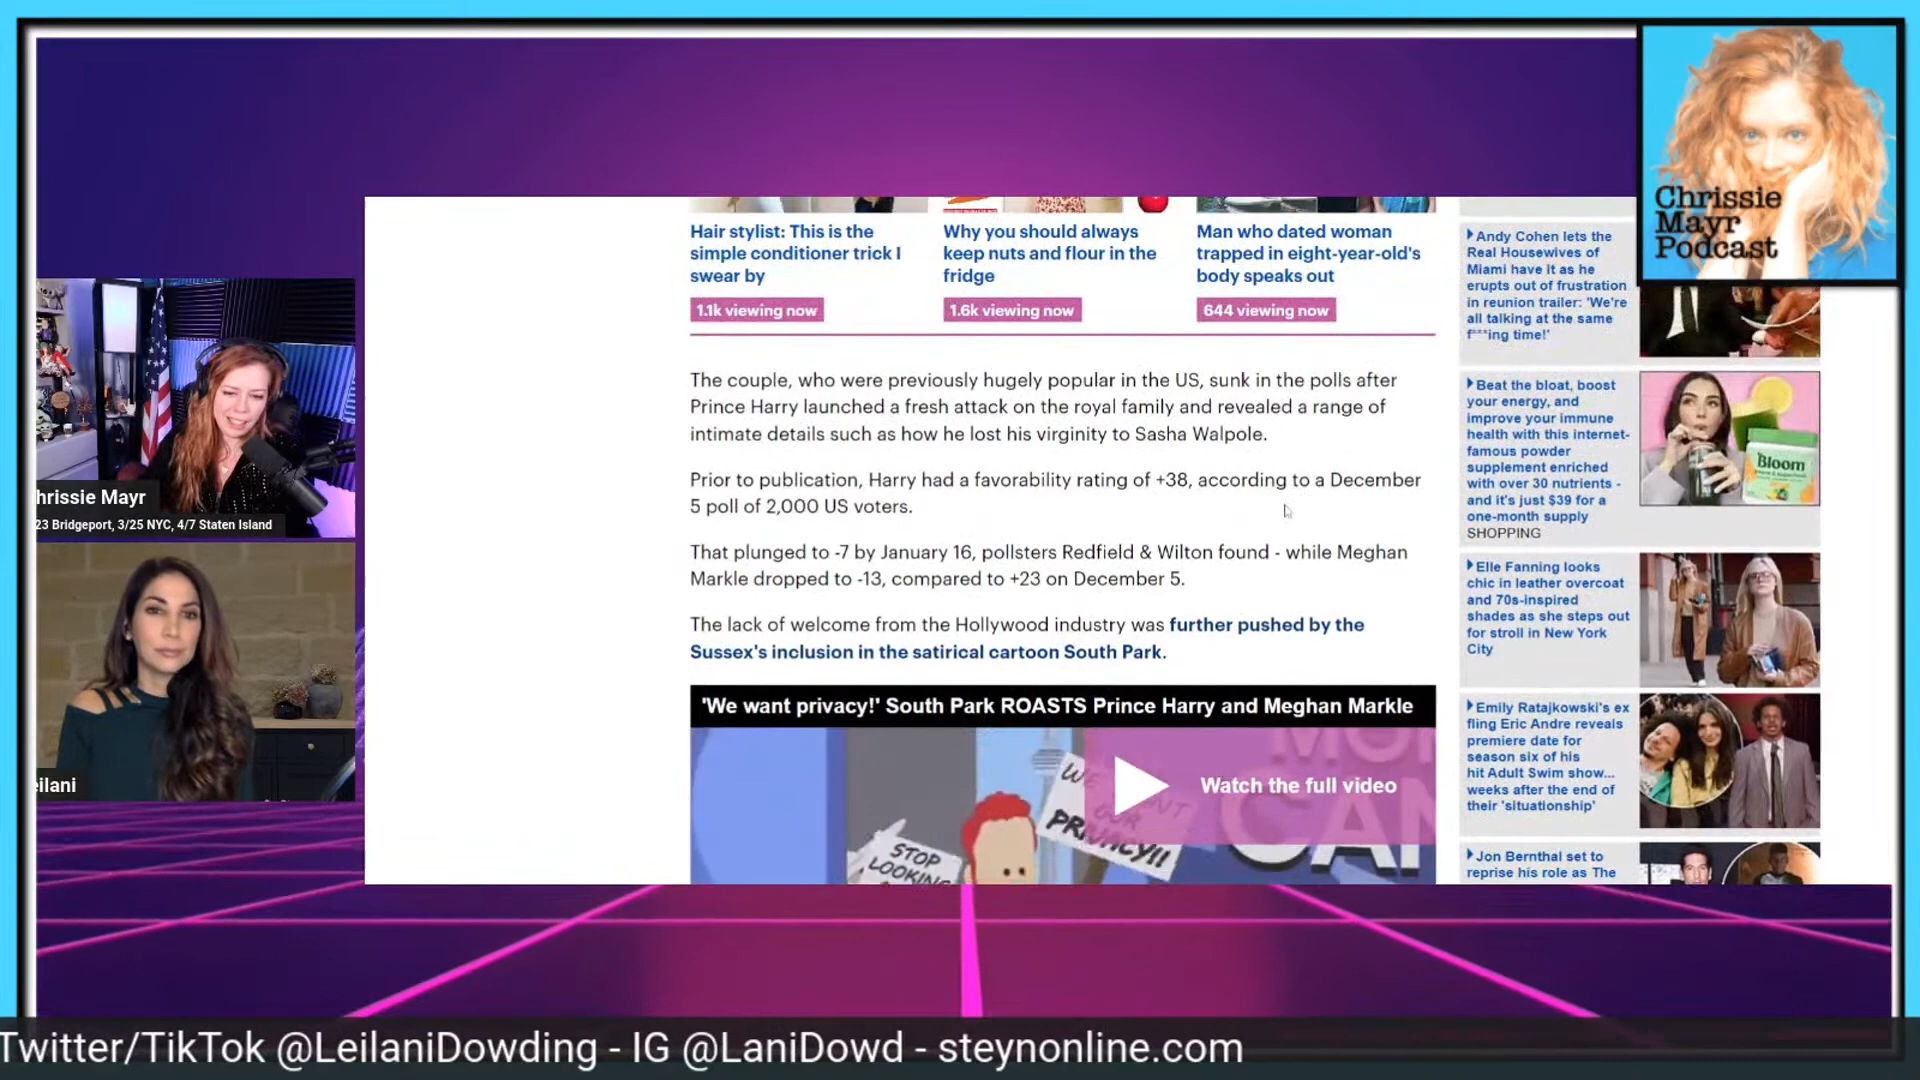 Chrissie
Mayr
Podcast
Hair stylist: This is the
simple conditioner trick I
swear by
1.1k viewing now
Why you should always
keep nuts and flour in the
fridge
1.6k viewing now
Man who dated woman
trapped in eight-year-old's
body speaks out
644 viewing now
The couple, who were previously hugely popular in the US, sunk in the polls after
Prince Harry launched a fresh attack on the royal family and revealed a range of
intimate details such as how he lost his virginity to Sasha Walpole.
Prior to publication, Harry had a favorability rating of +38, according to a December
5 poll of 2,000 US voters.
That plunged to -7 by January 16, pollsters Redfield & Wilton found - while Meghan
Markle dropped to -13, compared to +23 on December 5.
The lack of welcome from the Hollywood industry was further pushed by the
Sussex's inclusion in the satirical cartoon South Park.
'We want privacy!' South Park ROASTS Prince Harry and Meghan Markle
Watch the full video
WE WANT
OUR
PRIVACY!!
STOP
LOOKING
Andy Cohen lets the
Real Housewives of
Miami have it as he
erupts out of frustration
in reunion trailer: 'We're
all talking at the same
f***ing time!'
Beat the bloat, boost
your energy, and
improve your immune
health with this internet-
famous powder
supplement enriched
with over 30 nutrients -
and it's just $39 for a
one-month supply
SHOPPING
Bloom
Elle Fanning looks
chic in leather overcoat
and 70s-inspired
shades as she steps out
for stroll in New York
City
Emily Ratajkowski's ex
fling Eric Andre reveals
premiere date for
season six of his
hit Adult Swim show...
weeks after the end of
their 'situationship'
Jon Bernthal set to
reprise his role as The
hrissie Mayr
23 Bridgeport, 3/25 NYC, 4/7 Staten Island
eilani
Twitter/TikTok @LeilaniDowding - IG @LaniDowd - steynonline.com